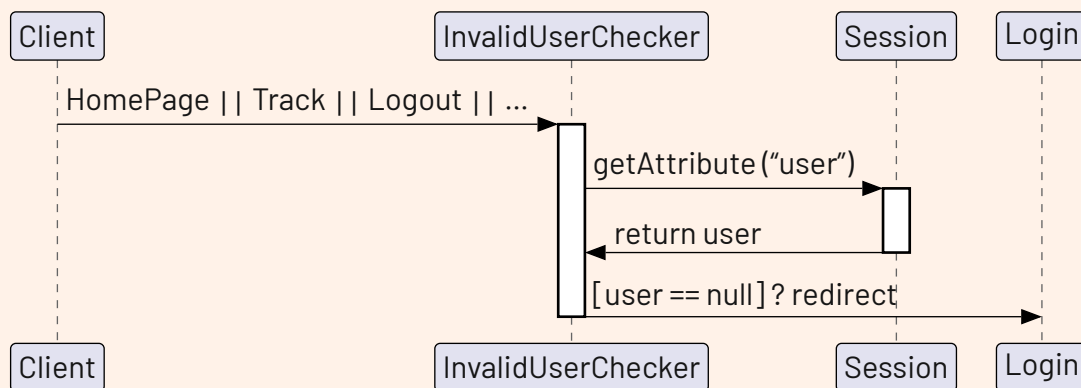 Client InvalidUserChecker Session Login
HomePage || Track || Logout || ...
getAttribute (“user”)
return user
[user == null] ? redirect
Client InvalidUserChecker Session Login